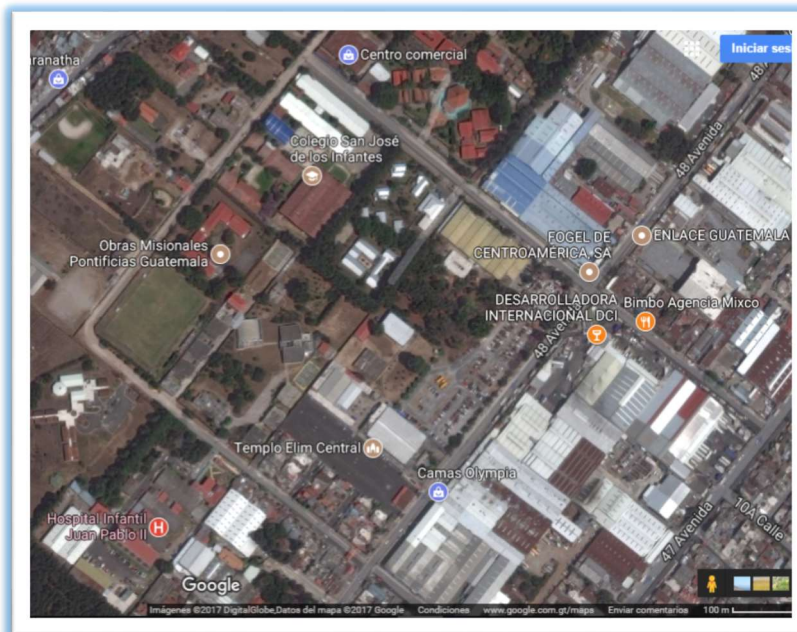 Iniciar ses
aranatha
Centro comercial
48 Avenida
Colegio San José
de los Infantes
Obras Misionales
Pontificias Guatemala
FOGEL DE
CENTROAMÉRICA, SA
ENLACE GUATEMALA
DESARROLLADORA
INTERNACIONAL DCI
Bimbo Agencia Mixco
48 Avenida
Templo Elim Central
Camas Olympia
Hospital Infantil
Juan Pablo II
47 Avenida
10A Calle
Google
Imágenes ©2017 DigitalGlobe,Datos del mapa ©2017 Google Condiciones www.google.com.gt/maps Enviar comentarios 100 m